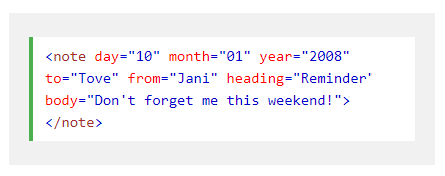 <note day="10" month="01" year="2008"
to="Tove" from="Jani" heading="Reminder'
body="Don't forget me this weekend!">
</note>